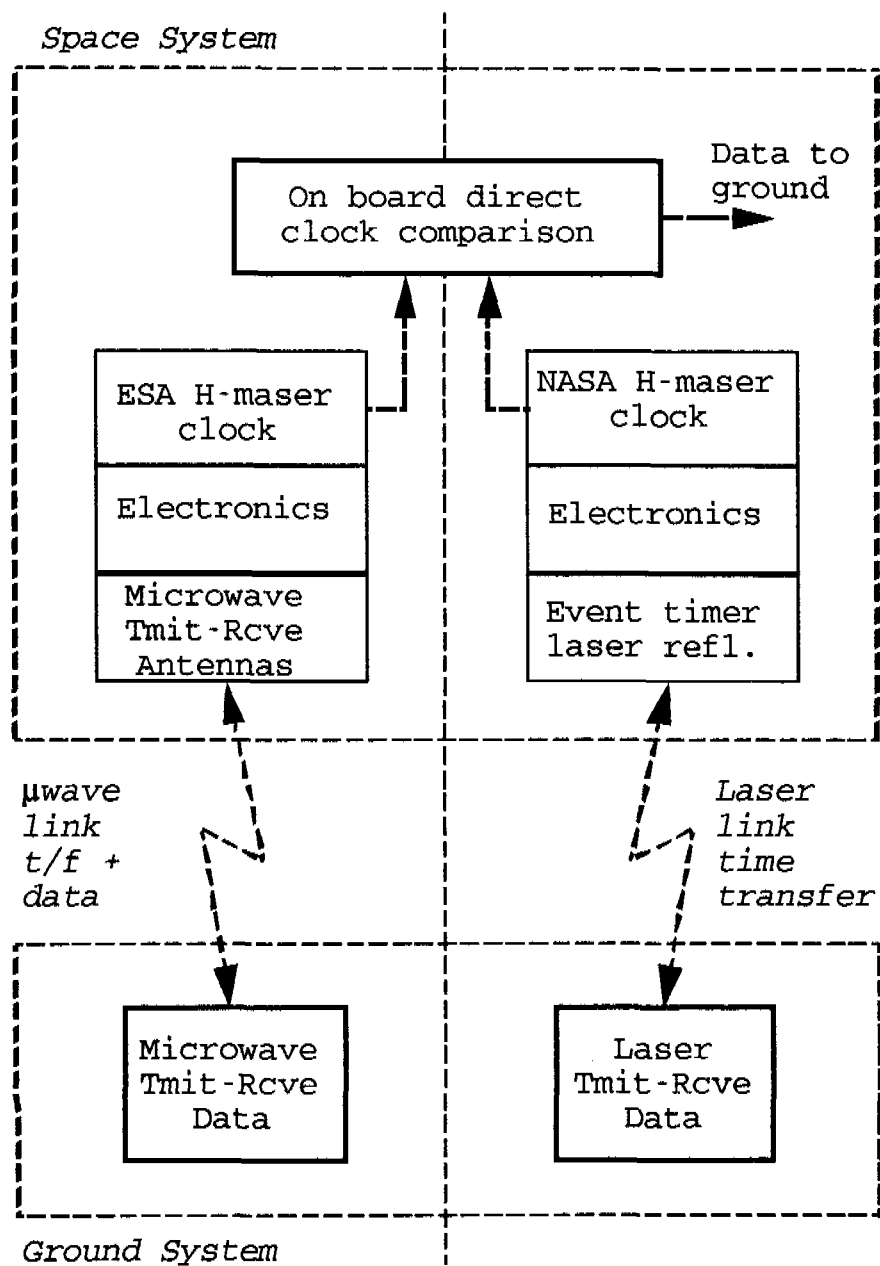 Space System
Data to
ground
On board direct
clock comparison
ESA H-maser
clock
Electronics
Microwave
Tmit-Rcve
Antennas
NASA H-maser
clock
Electronics
Event timer
laser refl.
μwave
link
t/f +
data
Laser
link
time
transfer
Microwave
Tmit-Rcve
Data
Laser
Tmit-Rcve
Data
Ground System